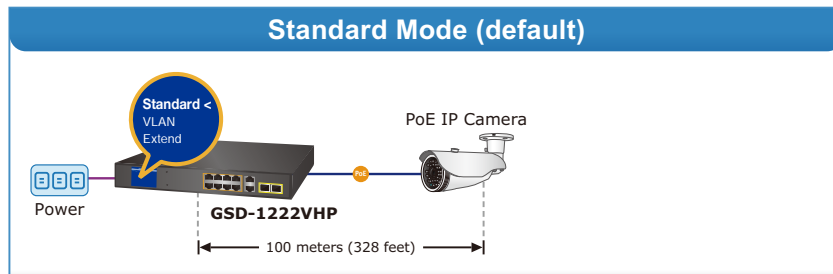 Standard Mode (default)
Standard <
VLAN
Extend
PoE IP Camera
PoE
Power
GSD-1222VHP
100 meters (328 feet)